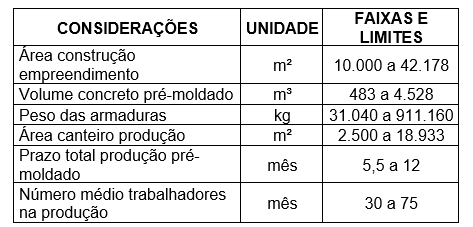 CONSIDERAÇÕES UNIDADE FAIXAS E
LIMITES
Área construção
empreendimento m² 10.000 a 42.178
Volume concreto pré-moldado m³ 483 a 4.528
Peso das armaduras kg 31.040 a 911.160
Área canteiro produção m² 2.500 a 18.933
Prazo total produção pré-
moldado mês 5,5 a 12
Número médio trabalhadores
na produção mês 30 a 75